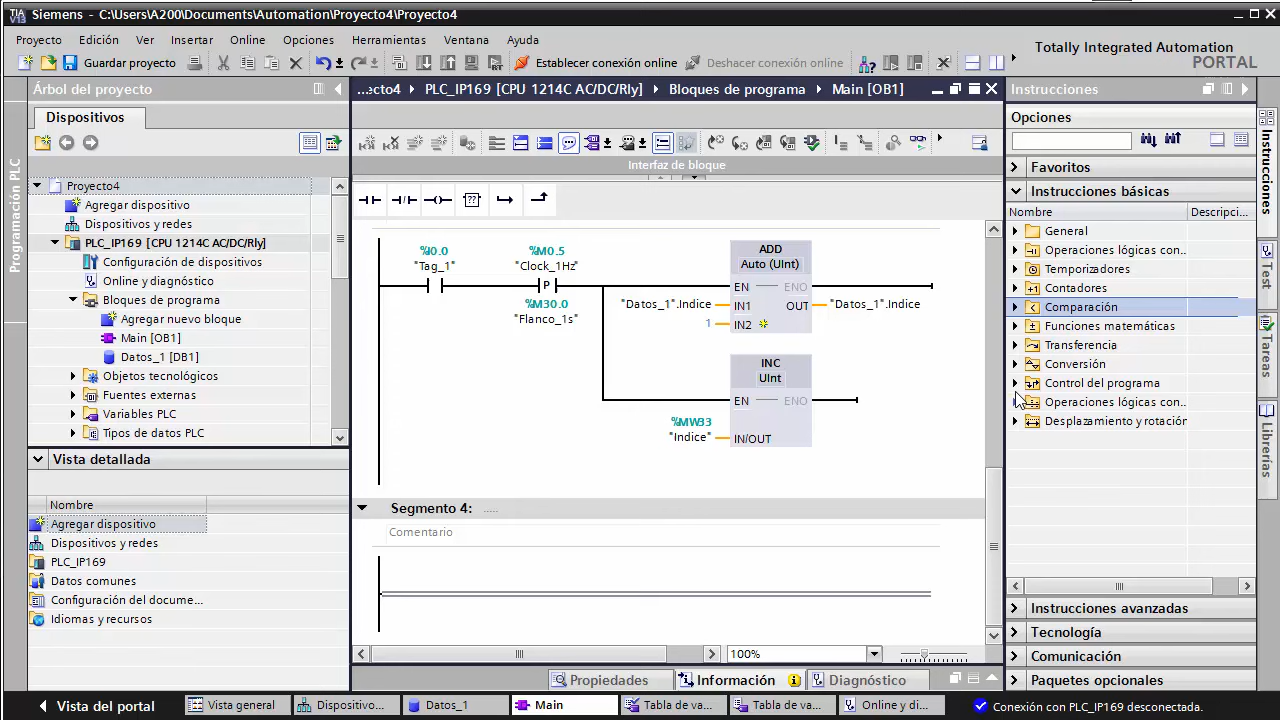 Siemens - C:\Users\A200\Documents\Automation\Proyecto4\Proyecto4
Proyecto Edición Ver Insertar Online Opciones Herramientas Ventana Ayuda
Guardar proyecto
Establecer conexión online
Deshacer conexión online
Totally Integrated Automation
PORTAL
Árbol del proyecto
...ecto4 PLC_IP169 [CPU 1214C AC/DC/Rly] Bloques de programa Main [OB1]
Instrucciones
Dispositivos
Opciones
Programación PLC
Interfaz de bloque
Favoritos
Instrucciones básicas
Nombre Descripci...
General
Operaciones lógicas con..
Temporizadores
Contadores
Comparación
Funciones matemáticas
Transferencia
Conversión
Control del programa
Operaciones lógicas con..
Desplazamiento y rotación
Instrucciones avanzadas
Tecnología
Comunicación
Paquetes opcionales
Instrucciones
Test
Tareas
Librerías
Proyecto4
Agregar dispositivo
Dispositivos y redes
PLC_IP169 [CPU 1214C AC/DC/Rly]
Configuración de dispositivos
Online y diagnóstico
Bloques de programa
Agregar nuevo bloque
Main [OB1]
Datos_1 [DB1]
Objetos tecnológicos
Fuentes externas
Variables PLC
Tipos de datos PLC
Vista detallada
Nombre
Agregar dispositivo
Dispositivos y redes
PLC_IP169
Datos comunes
Configuración del docume...
Idiomas y recursos
??
%I0.0
"Tag_1"
%M0.5
"Clock_1Hz"
P
%M30.0
"Flanco_1s"
ADD
Auto (UInt)
EN ENO
"Datos_1".Indice IN1 OUT "Datos_1".Indice
1 IN2
INC
UInt
EN ENO
%MW33
"Indice" IN/OUT
Segmento 4: .....
Comentario
100%
Propiedades Información Diagnóstico
Vista del portal
Vista general
Dispositivo...
Datos_1
Main
Tabla de va...
Tabla de va...
Online y di...
Conexión con PLC_IP169 desconectada.